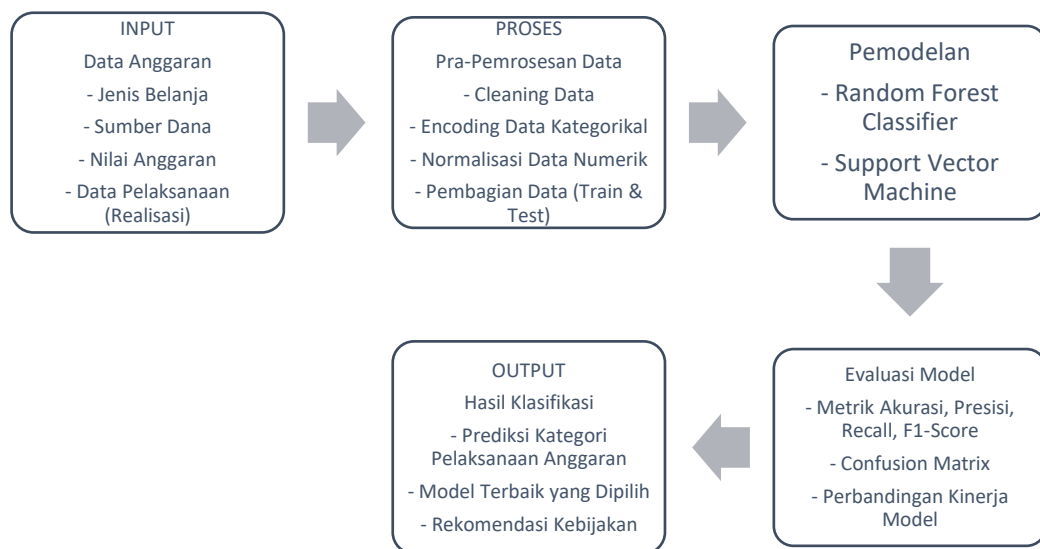 INPUT
Data Anggaran
- Jenis Belanja
- Sumber Dana
- Nilai Anggaran
- Data Pelaksanaan
(Realisasi)
PROSES
Pra-Pemrosesan Data
- Cleaning Data
- Encoding Data Kategorikal
- Normalisasi Data Numerik
- Pembagian Data (Train &
Test)
Pemodelan
- Random Forest
Classifier
- Support Vector
Machine
Evaluasi Model
- Metrik Akurasi, Presisi,
Recall, F1-Score
- Confusion Matrix
- Perbandingan Kinerja
Model
OUTPUT
Hasil Klasifikasi
- Prediksi Kategori
Pelaksanaan Anggaran
- Model Terbaik yang Dipilih
- Rekomendasi Kebijakan